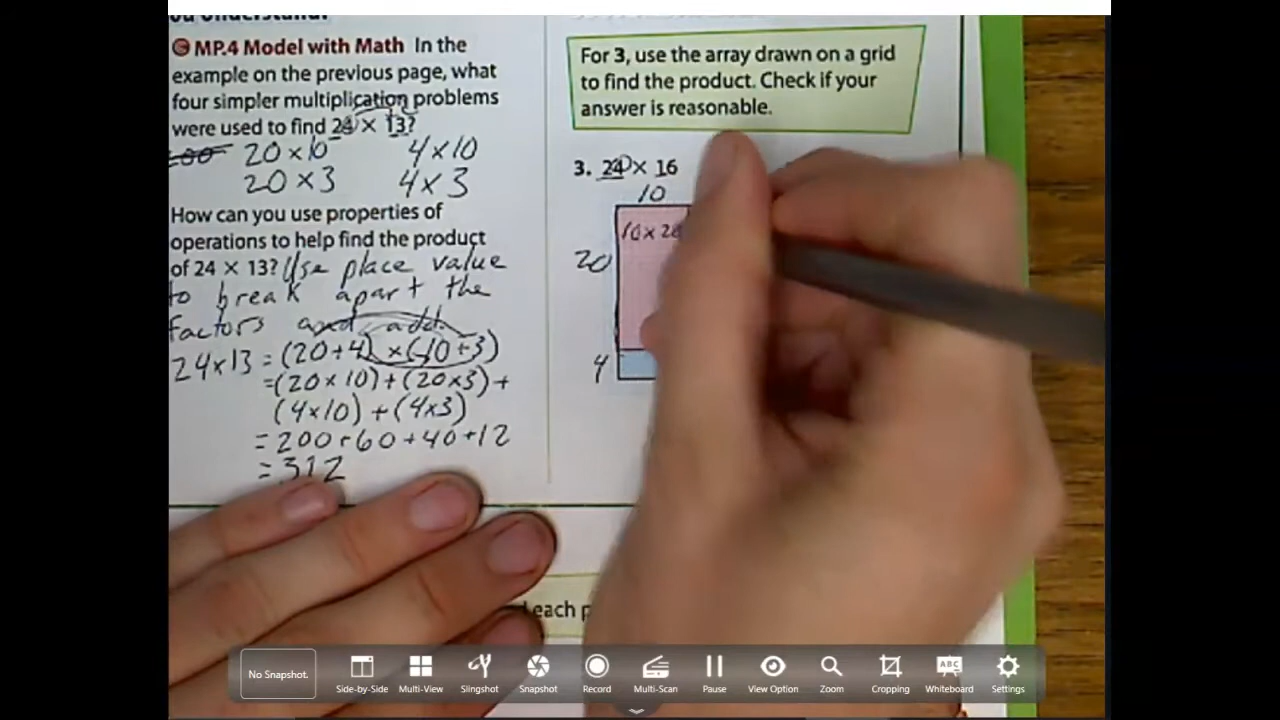 MP.4 Model with Math In the
example on the previous page, what
four simpler multiplication problems
were used to find 24 × 13?
20 × 10 4 × 10
20 × 3 4 × 3
How can you use properties of
operations to help find the product
of 24 × 13? Use place value
to break apart the
factors and add.
24×13 = (20+4) ×(10+3)
=(20×10)+(20×3)+
(4×10)+(4×3)
=200+60+40+12
=312
For 3, use the array drawn on a grid
to find the product. Check if your
answer is reasonable.
3. 24 × 16
10
10×20
20
4
each
No Snapshot.
Side-by-Side
Multi-View
Slingshot
Snapshot
Record
Multi-Scan
Pause
View Option
Zoom
Cropping
ABC
Whiteboard
Settings